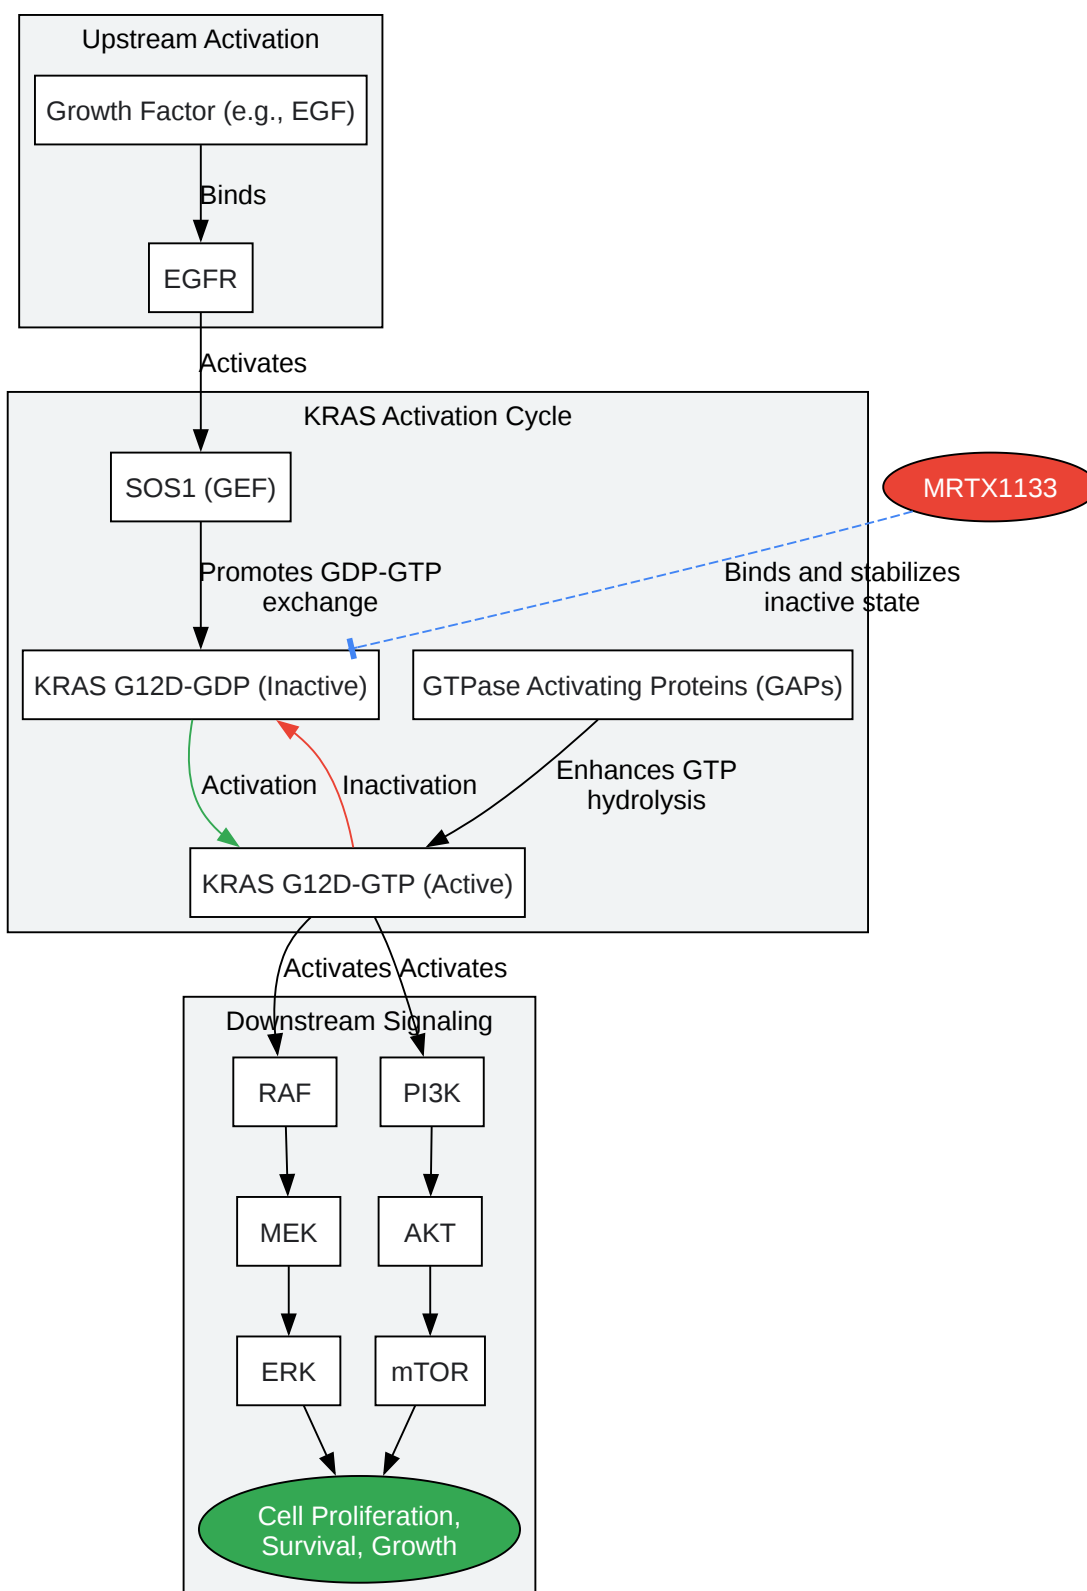 Upstream Activation
Growth Factor (e.g., EGF)
Binds
EGFR
Activates
KRAS Activation Cycle
SOS1 (GEF)
MRTX1133
Promotes GDP-GTP
exchange
Binds and stabilizes
inactive state
KRAS G12D-GDP (Inactive)
GTPase Activating Proteins (GAPs)
Activation
Inactivation
Enhances GTP
hydrolysis
KRAS G12D-GTP (Active)
Activates
Activates
Downstream Signaling
RAF
PI3K
MEK
AKT
ERK
mTOR
Cell Proliferation,
Survival, Growth